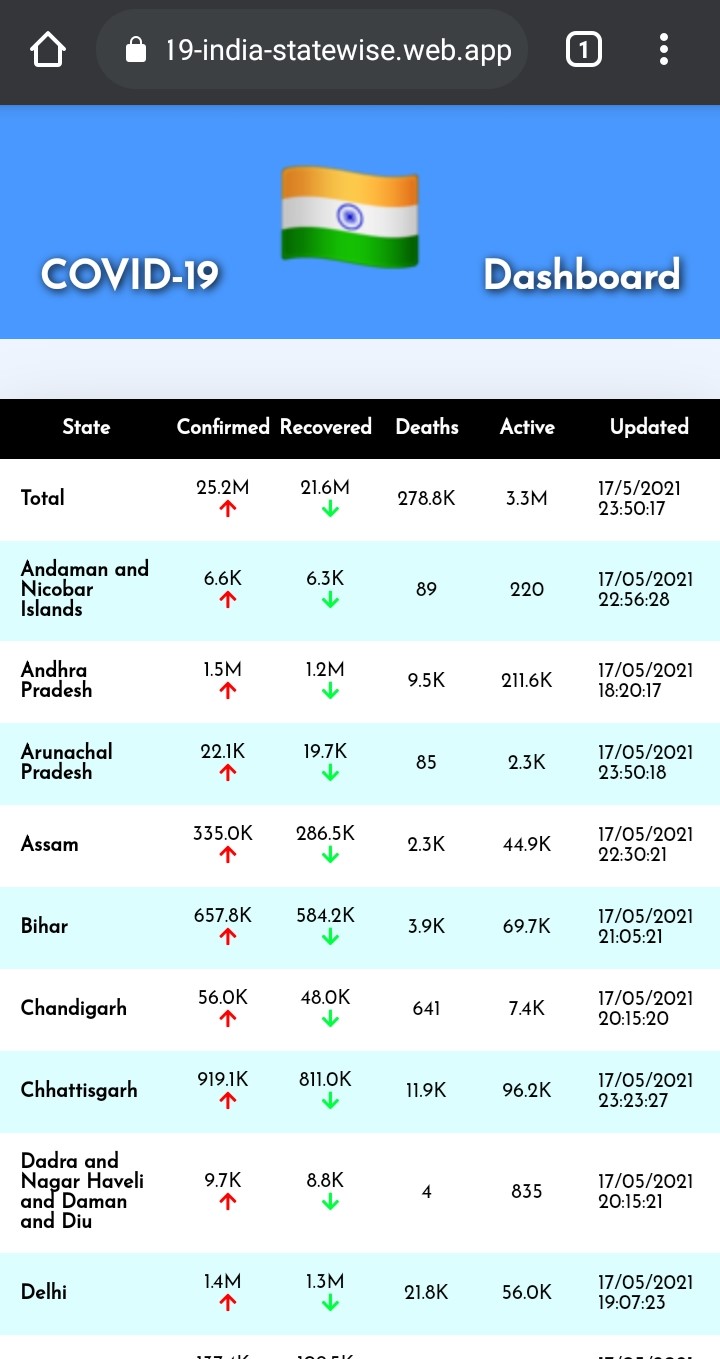 19-india-statewise.web.app
1
COVID-19
Dashboard
State Confirmed Recovered Deaths Active Updated
Total 25.2M 21.6M 278.8K 3.3M 17/5/2021
23:50:17
Andaman and
Nicobar
Islands 6.6K 6.3K 89 220 17/05/2021
22:56:28
Andhra
Pradesh 1.5M 1.2M 9.5K 211.6K 17/05/2021
18:20:17
Arunachal
Pradesh 22.1K 19.7K 85 2.3K 17/05/2021
23:50:18
Assam 335.0K 286.5K 2.3K 44.9K 17/05/2021
22:30:21
Bihar 657.8K 584.2K 3.9K 69.7K 17/05/2021
21:05:21
Chandigarh 56.0K 48.0K 641 7.4K 17/05/2021
20:15:20
Chhattisgarh 919.1K 811.0K 11.9K 96.2K 17/05/2021
23:23:27
Dadra and
Nagar Haveli
and Daman
and Diu 9.7K 8.8K 4 835 17/05/2021
20:15:21
Delhi 1.4M 1.3M 21.8K 56.0K 17/05/2021
19:07:23